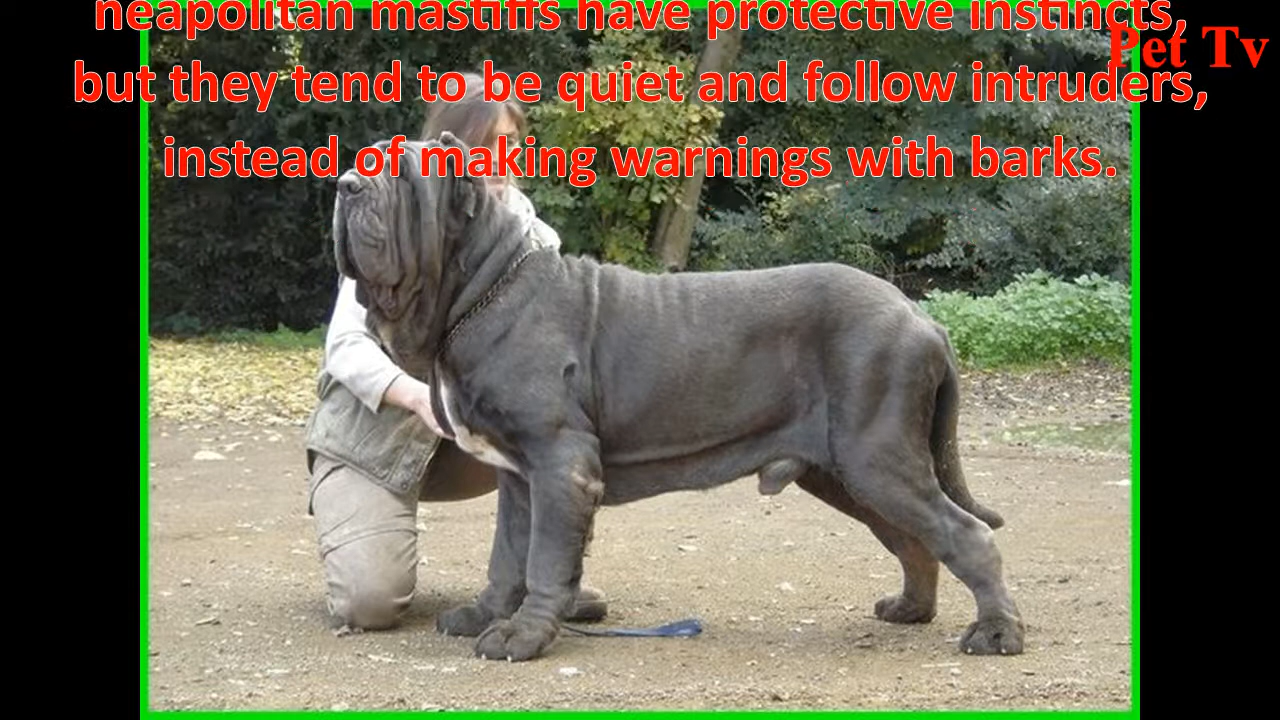 neapolitan mastiffs have protective instincts,
Pet Tv
but they tend to be quiet and follow intruders,
instead of making warnings with barks.